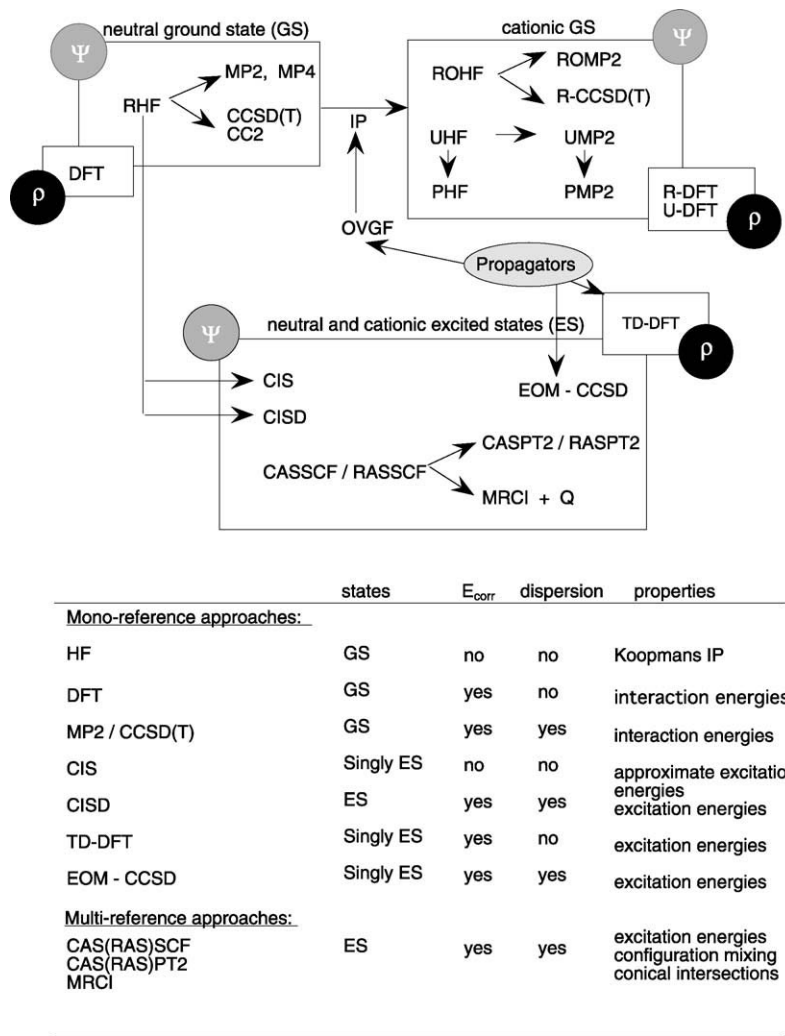 neutral ground state (GS)
cationic GS
Ψ
Ψ
MP2, MP4
RHF
CCSD(T)
CC2
DFT
ρ
IP
OVGF
ROHF
ROMP2
R-CCSD(T)
UHF
UMP2
PHF
PMP2
R-DFT
U-DFT
ρ
Propagators
Ψ
neutral and cationic excited states (ES)
TD-DFT
ρ
CIS
EOM - CCSD
CISD
CASPT2 / RASPT2
CASSCF / RASSCF
MRCI + Q
states Ecorr dispersion properties
Mono-reference approaches:
HF GS no no Koopmans IP
DFT GS yes no interaction energies
MP2 / CCSD(T) GS yes yes interaction energies
CIS Singly ES no no approximate excitatio
energies
CISD ES yes yes excitation energies
TD-DFT Singly ES yes no excitation energies
EOM - CCSD Singly ES yes yes excitation energies
Multi-reference approaches:
CAS(RAS)SCF ES yes yes excitation energies
CAS(RAS)PT2 configuration mixing
MRCI conical intersections